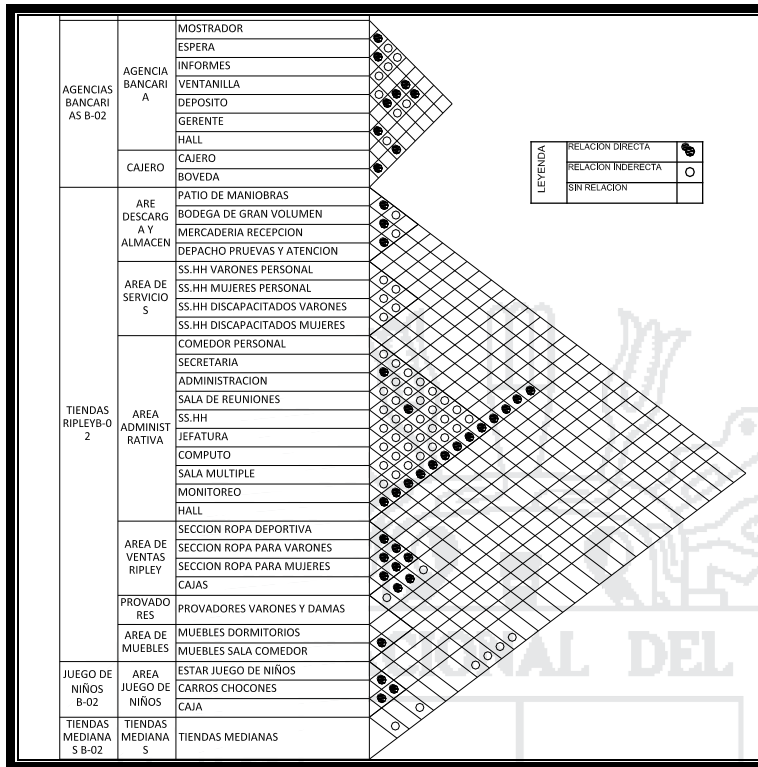 AGENCIAS
BANCARI
AS B-02
AGENCIA
BANCARI
A
MOSTRADOR
ESPERA
INFORMES
VENTANILLA
DEPOSITO
GERENTE
HALL
CAJERO
CAJERO
BOVEDA
LEYENDA
RELACION DIRECTA
RELACION INDERECTA
SIN RELACION
TIENDAS
RIPLEYB-0
2
ARE
DESCARG
A Y
ALMACEN
PATIO DE MANIOBRAS
BODEGA DE GRAN VOLUMEN
MERCADERIA RECEPCION
DEPACHO PRUEVAS Y ATENCION
AREA DE
SERVICIO
S
SS.HH VARONES PERSONAL
SS.HH MUJERES PERSONAL
SS.HH DISCAPACITADOS VARONES
SS.HH DISCAPACITADOS MUJERES
AREA
ADMINIST
RATIVA
COMEDOR PERSONAL
SECRETARIA
ADMINISTRACION
SALA DE REUNIONES
SS.HH
JEFATURA
COMPUTO
SALA MULTIPLE
MONITOREO
HALL
AREA DE
VENTAS
RIPLEY
SECCION ROPA DEPORTIVA
SECCION ROPA PARA VARONES
SECCION ROPA PARA MUJERES
CAJAS
PROVADO
RES
PROVADORES VARONES Y DAMAS
AREA DE
MUEBLES
MUEBLES DORMITORIOS
MUEBLES SALA COMEDOR
JUEGO DE
NIÑOS
B-02
AREA
JUEGO DE
NIÑOS
ESTAR JUEGO DE NIÑOS
CARROS CHOCONES
CAJA
TIENDAS
MEDIANA
S B-02
TIENDAS
MEDIANA
S
TIENDAS MEDIANAS
DEL